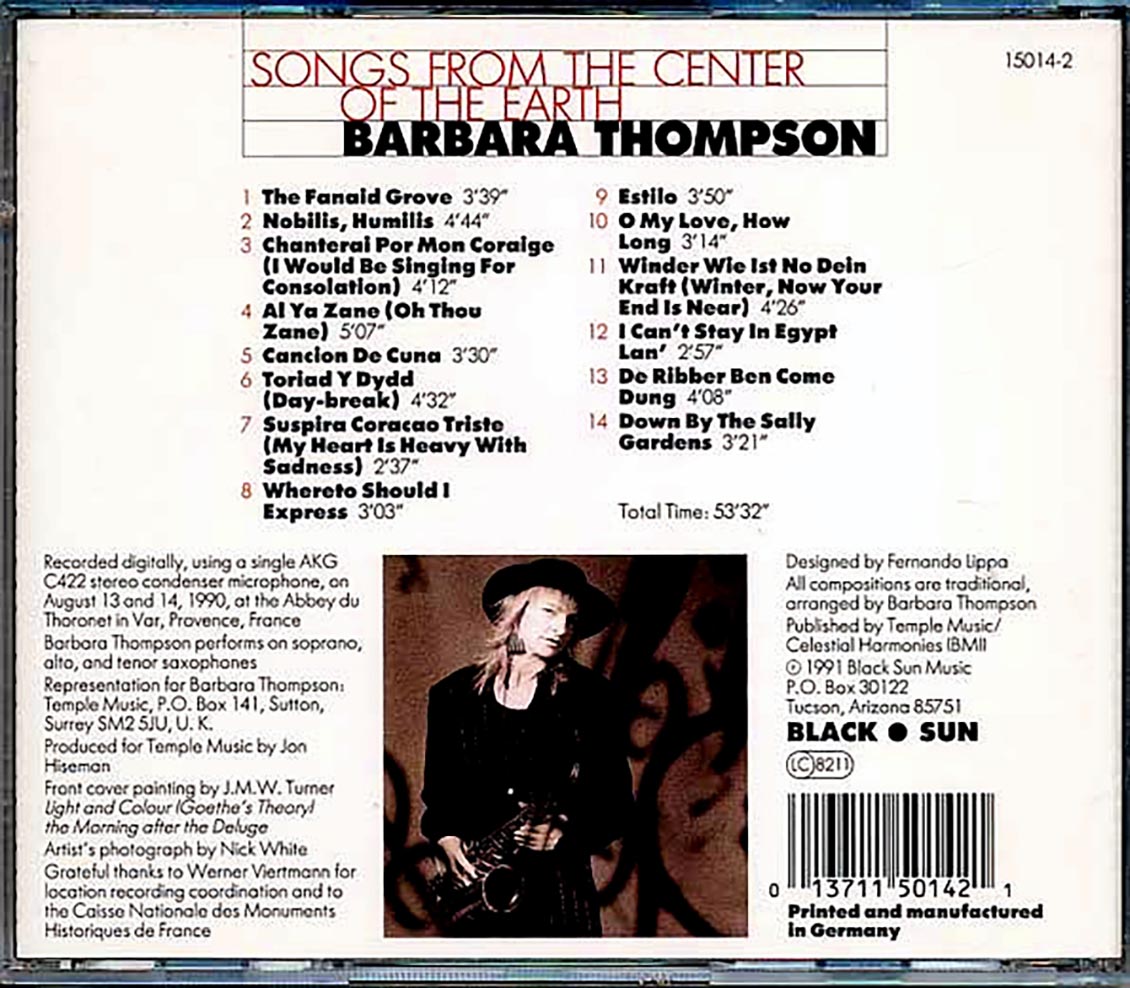 SONGS FROM THE CENTER
OF THE EARTH
BARBARA THOMPSON
15014-2
1 The Fanaid Grove 3'39"
2 Nobilis, Humilis 4'44"
3 Chanterai Por Mon Coraige
(I Would Be Singing For
Consolation) 4'12"
4 Al Ya Zane (Oh Thou
Zane) 5'07"
5 Cancion De Cuna 3'30"
6 Toriad Y Dydd
(Day-break) 4'32"
7 Suspira Coracao Triste
(My Heart Is Heavy With
Sadness) 2'37"
8 Whereto Should I
Express 3'03"
9 Estilo 3'50"
10 O My Love, How
Long 3'14"
11 Winder Wie Ist No Dein
Kraft (Winter, Now Your
End Is Near) 4'26"
12 I Can't Stay In Egypt
Lan' 2'57"
13 De Ribber Ben Come
Dung 4'08"
14 Down By The Sally
Gardens 3'21"
Total Time: 53'32"
Recorded digitally, using a single AKG
C422 stereo condenser microphone, on
August 13 and 14, 1990, at the Abbey du
Thoronet in Var, Provence, France
Barbara Thompson performs on soprano,
alto, and tenor saxophones
Representation for Barbara Thompson:
Temple Music, P.O. Box 141, Sutton,
Surrey SM2 5JU, U. K.
Produced for Temple Music by Jon
Hiseman
Front cover painting by J.M.W. Turner
Light and Colour (Goethe's Theory)
the Morning after the Deluge
Artist's photograph by Nick White
Grateful thanks to Werner Viertmann for
location recording coordination and to
the Caisse Nationale des Monuments
Historiques de France
Designed by Fernando Lippa
All compositions are traditional,
arranged by Barbara Thompson
Published by Temple Music/
Celestial Harmonies (BMI)
℗ 1991 Black Sun Music
P.O. Box 30122
Tucson, Arizona 85751
BLACK ● SUN
LC 8211
0 13711 50142 1
Printed and manufactured
in Germany